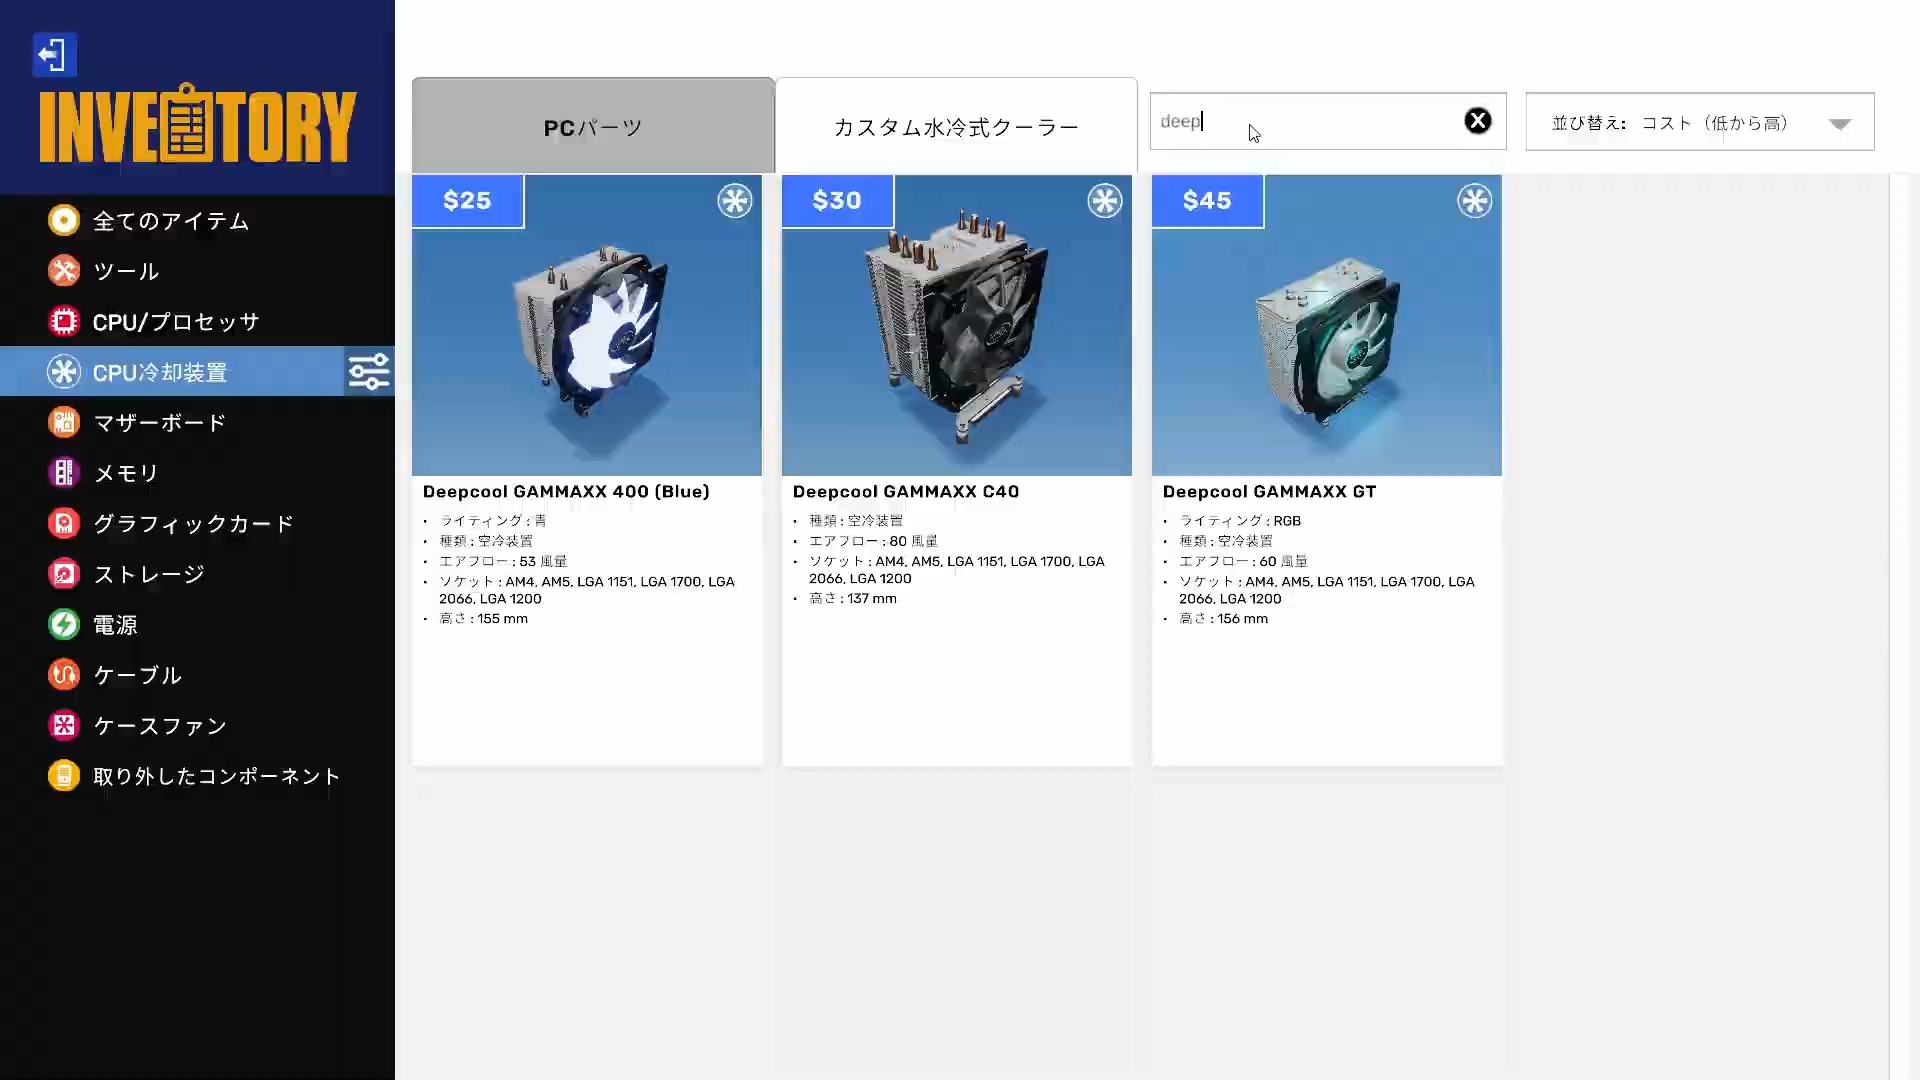 INVENTORY
全てのアイテム
ツール
CPU/プロセッサ
CPU冷却装置
マザーボード
メモリ
グラフィックカード
ストレージ
電源
ケーブル
ケースファン
取り外したコンポーネント
PCパーツ
カスタム水冷式クーラー
deep
並び替え: コスト（低から高）
$25
Deepcool GAMMAXX 400 (Blue)
• ライティング : 青
• 種類 : 空冷装置
• エアフロー : 53 風量
• ソケット : AM4, AM5, LGA 1151, LGA 1700, LGA
2066, LGA 1200
• 高さ : 155 mm
$30
Deepcool GAMMAXX C40
• 種類 : 空冷装置
• エアフロー : 80 風量
• ソケット : AM4, AM5, LGA 1151, LGA 1700, LGA
2066, LGA 1200
• 高さ : 137 mm
$45
Deepcool GAMMAXX GT
• ライティング : RGB
• 種類 : 空冷装置
• エアフロー : 60 風量
• ソケット : AM4, AM5, LGA 1151, LGA 1700, LGA
2066, LGA 1200
• 高さ : 156 mm